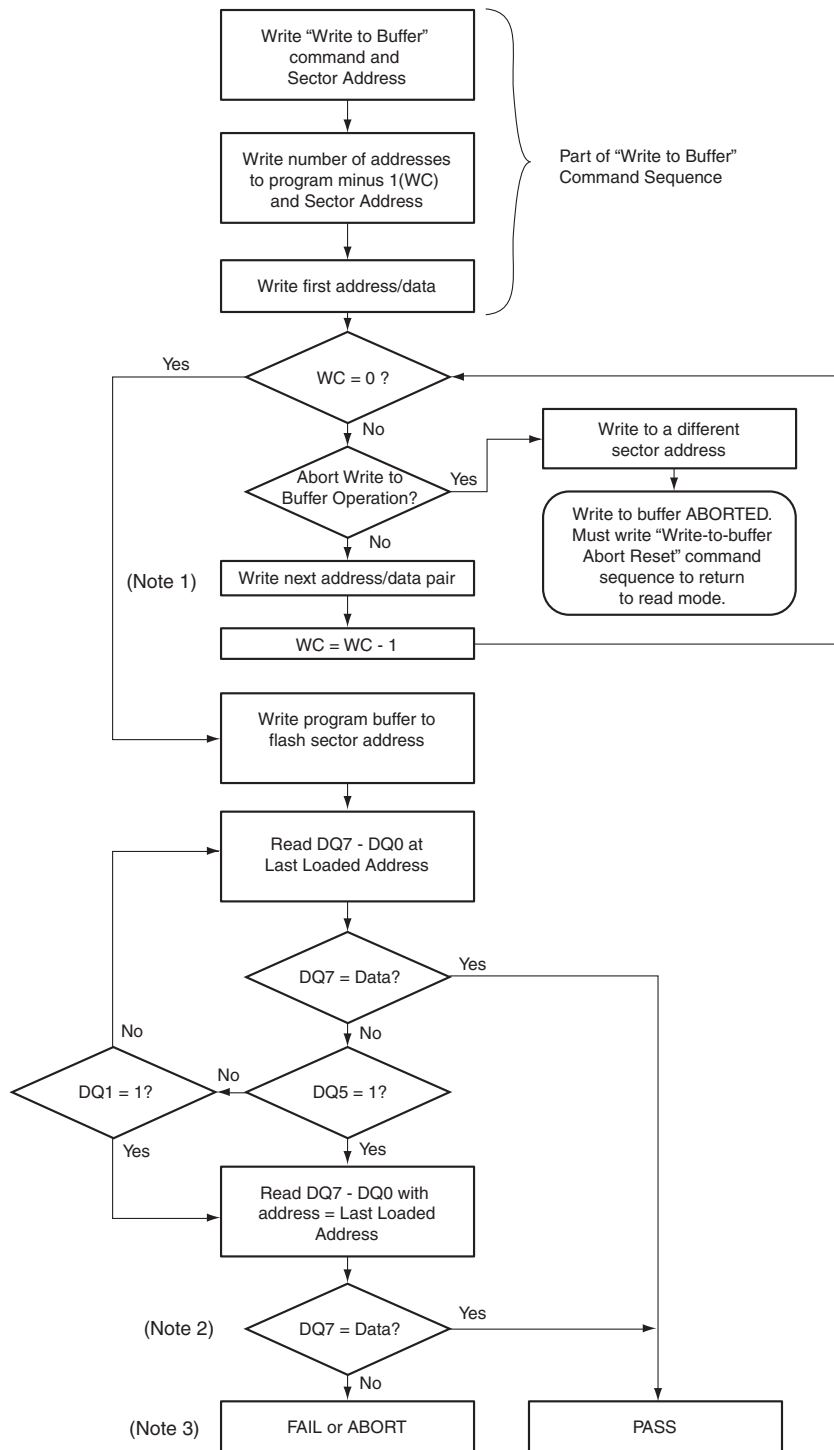 Write “Write to Buffer”
command and
Sector Address
Write number of addresses
to program minus 1(WC)
and Sector Address
Part of “Write to Buffer”
Command Sequence
Write first address/data
Yes
WC = 0 ?
No
Abort Write to
Buffer Operation?
Yes
Write to a different
sector address
Write to buffer ABORTED.
Must write “Write-to-buffer
Abort Reset” command
sequence to return
to read mode.
No
(Note 1)
Write next address/data pair
WC = WC - 1
Write program buffer to
flash sector address
Read DQ7 - DQ0 at
Last Loaded Address
DQ7 = Data?
Yes
No
No
DQ1 = 1?
No
DQ5 = 1?
Yes
Yes
Read DQ7 - DQ0 with
address = Last Loaded
Address
(Note 2)
DQ7 = Data?
Yes
No
(Note 3)
FAIL or ABORT
PASS